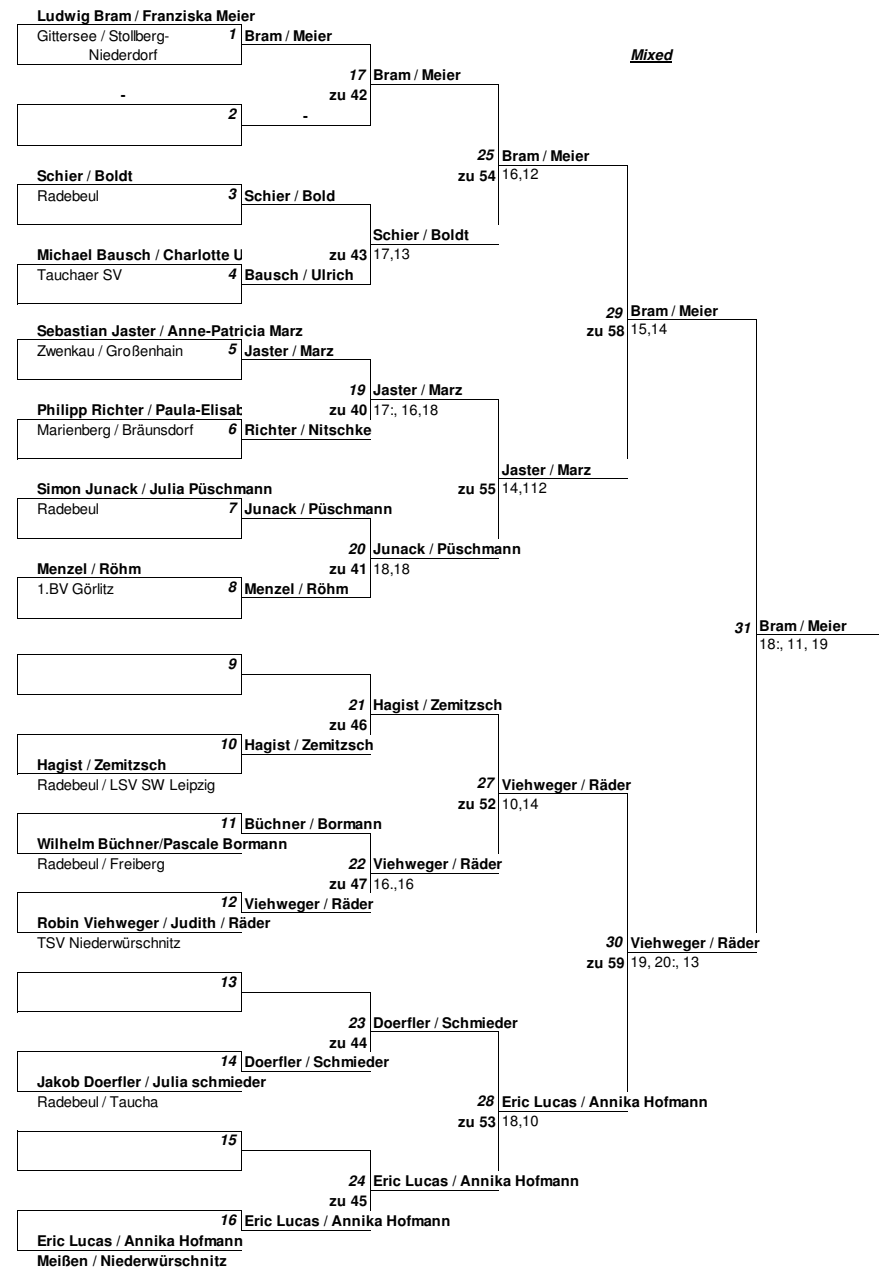 Ludwig Bram / Franziska Meier
Gittersee / Stollberg- 1 Bram / Meier
Niederdorf Mixed
17 Bram / Meier
- zu 42
2 -
25 Bram / Meier
Schier / Boldt zu 54 16,12
Radebeul 3 Schier / Bold
Schier / Boldt
Michael Bausch / Charlotte U zu 43 17,13
Tauchaer SV 4 Bausch / Ulrich
29 Bram / Meier
Sebastian Jaster / Anne-Patricia Marz zu 58 15,14
Zwenkau / Großenhain 5 Jaster / Marz
19 Jaster / Marz
Philipp Richter / Paula-Elisab zu 40 17:, 16,18
Marienberg / Bräunsdorf 6 Richter / Nitschke
Jaster / Marz
Simon Junack / Julia Püschmann zu 55 14,112
Radebeul 7 Junack / Püschmann
20 Junack / Püschmann
Menzel / Röhm zu 41 18,18
1.BV Görlitz 8 Menzel / Röhm
31 Bram / Meier
18:, 11, 19
9
21 Hagist / Zemitzsch
zu 46
10 Hagist / Zemitzsch
Hagist / Zemitzsch
Radebeul / LSV SW Leipzig 27 Viehweger / Räder
zu 52 10,14
11 Büchner / Bormann
Wilhelm Büchner/Pascale Bormann
Radebeul / Freiberg 22 Viehweger / Räder
zu 47 16.,16
12 Viehweger / Räder
Robin Viehweger / Judith / Räder
TSV Niederwürschnitz 30 Viehweger / Räder
zu 59 19, 20:, 13
13
23 Doerfler / Schmieder
zu 44
14 Doerfler / Schmieder
Jakob Doerfler / Julia schmieder
Radebeul / Taucha 28 Eric Lucas / Annika Hofmann
zu 53 18,10
15
24 Eric Lucas / Annika Hofmann
zu 45
16 Eric Lucas / Annika Hofmann
Eric Lucas / Annika Hofmann
Meißen / Niederwürschnitz